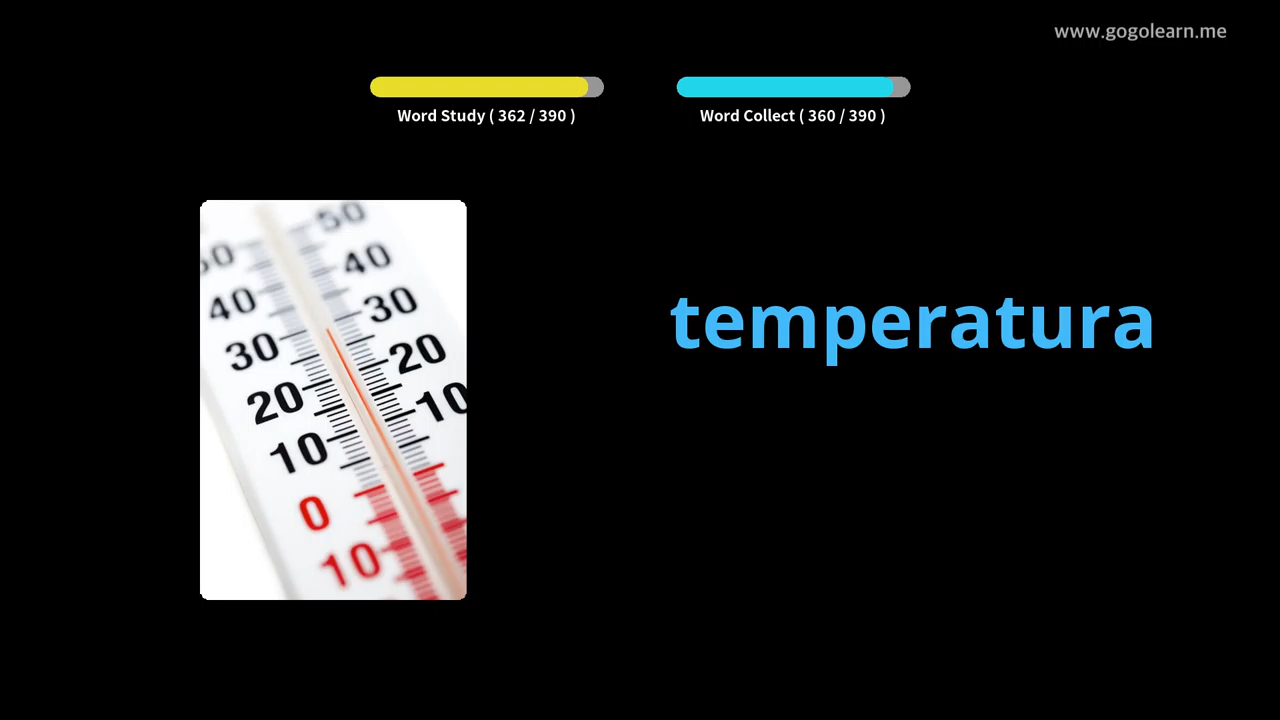 www.gogolearn.me
Word Study ( 362 / 390 )
Word Collect ( 360 / 390 )
temperatura
50
40 40
30 30
20 20
10 10
0
10